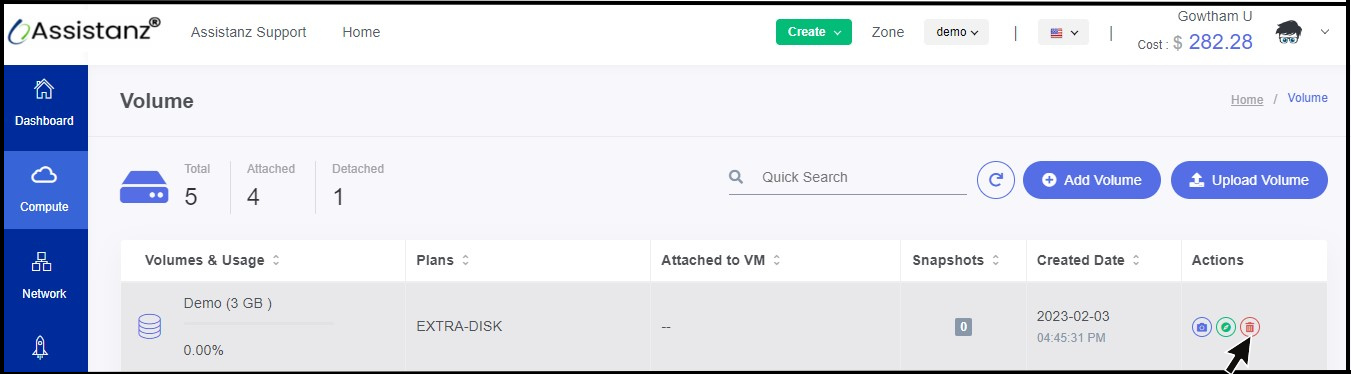 Assistanz®
Assistanz Support
Home
Create
Zone
demo
|
|
Gowtham U
Cost : $ 282.28
Dashboard
Compute
Network
Volume
Home / Volume
Total
5
Attached
4
Detached
1
Quick Search
Add Volume
Upload Volume
Volumes & Usage
Plans
Attached to VM
Snapshots
Created Date
Actions
Demo (3 GB )
0.00%
EXTRA-DISK
--
0
2023-02-03
04:45:31 PM